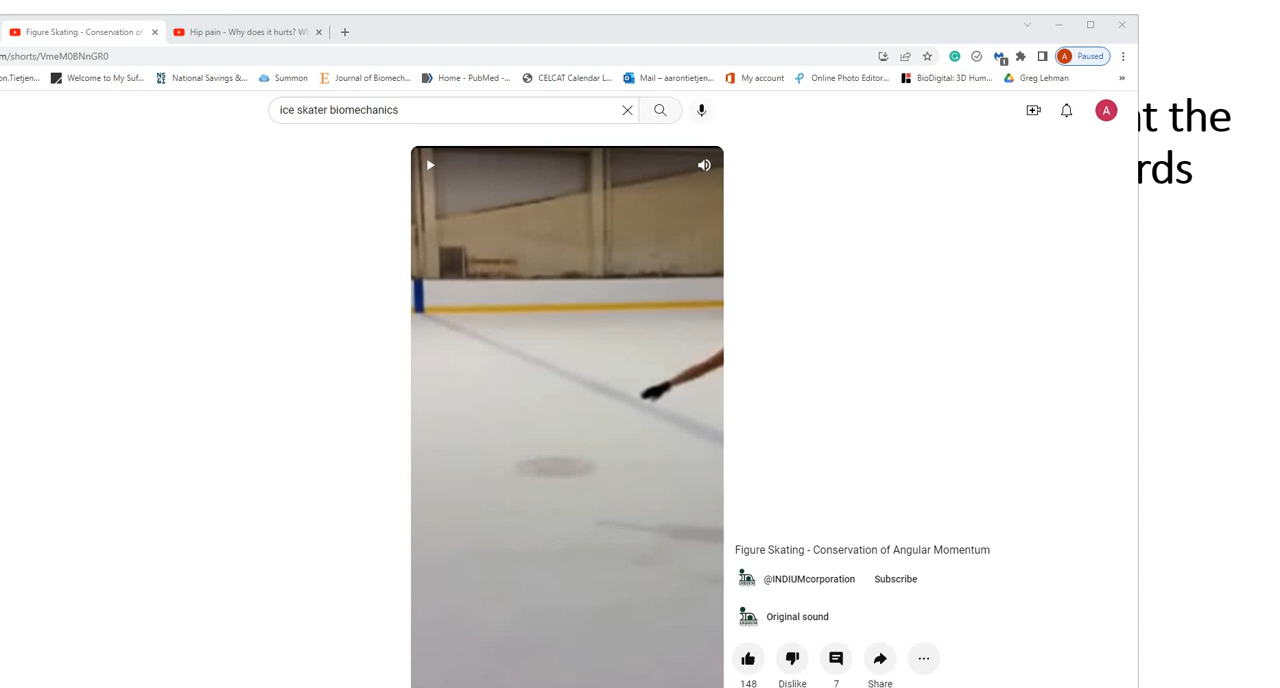 Figure Skating - Conservation of
Hip pain - Why does it hurts? W
m/shorts/VmeM0BNnGR0
Paused
on.Tietjen... Welcome to My Suf... National Savings &... Summon Journal of Biomech... Home - PubMed -... CELCAT Calendar L... Mail – aarontietjen... My account Online Photo Editor... BioDigital: 3D Hum... Greg Lehman »
ice skater biomechanics
A
t the
rds
Figure Skating - Conservation of Angular Momentum
@INDIUMcorporation Subscribe
Original sound
148 Dislike 7 Share